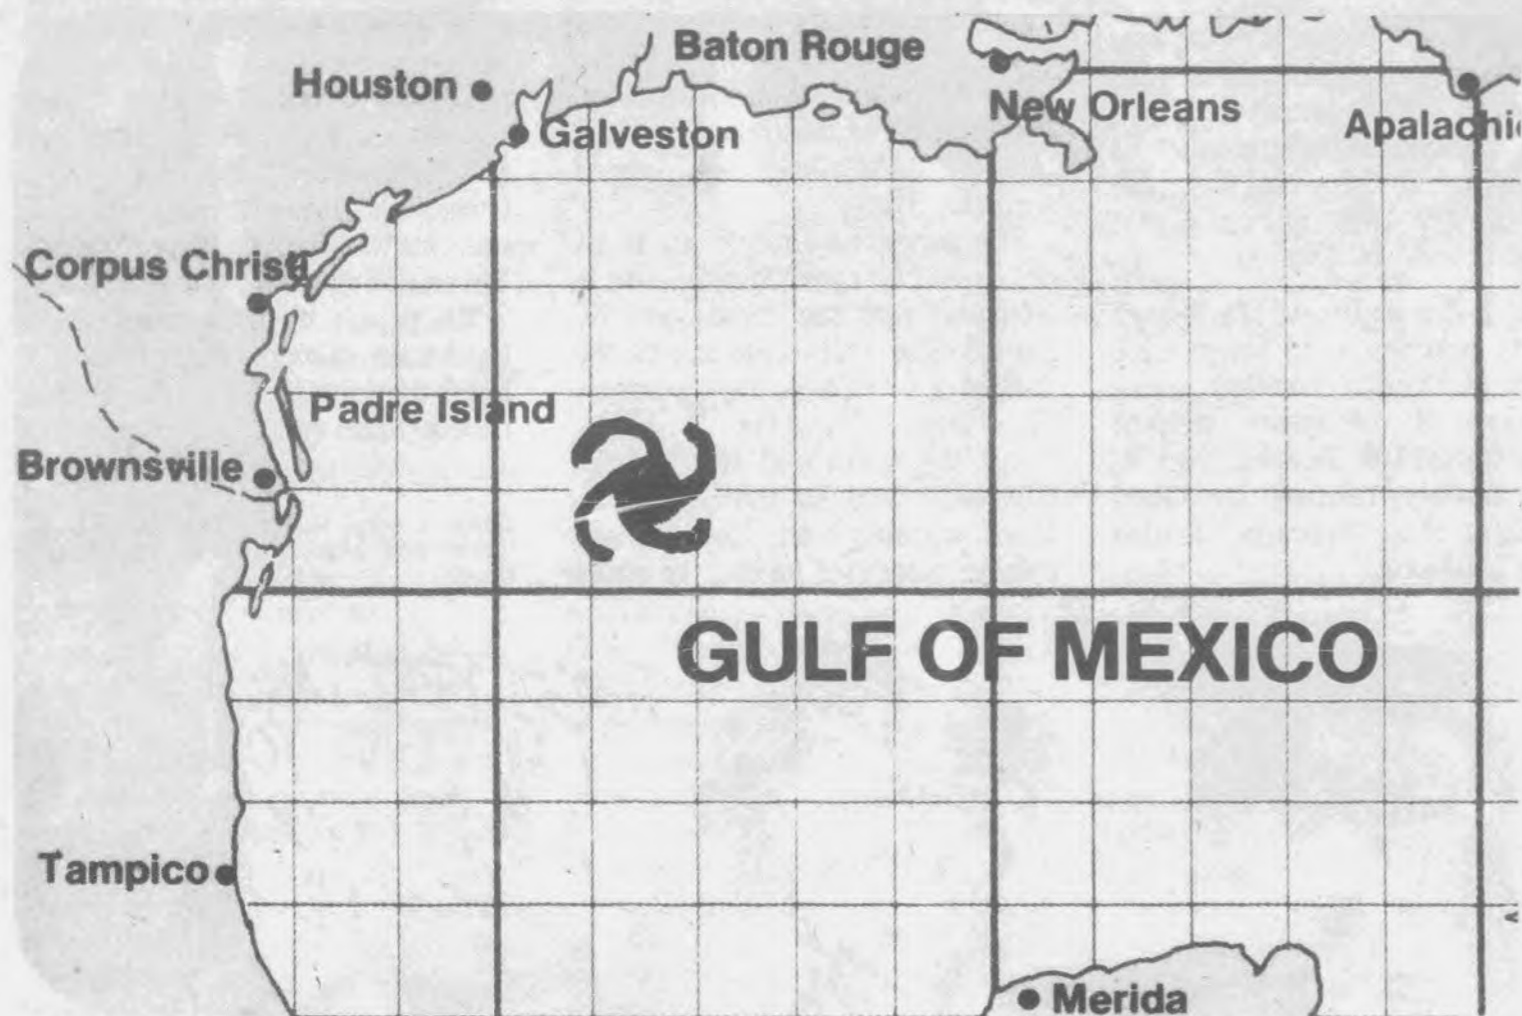 Baton Rouge
Houston
New Orleans
Galveston
Apalachi
Corpus Christi
Padre Island
Brownsville
GULF OF MEXICO
Tampico
Merida